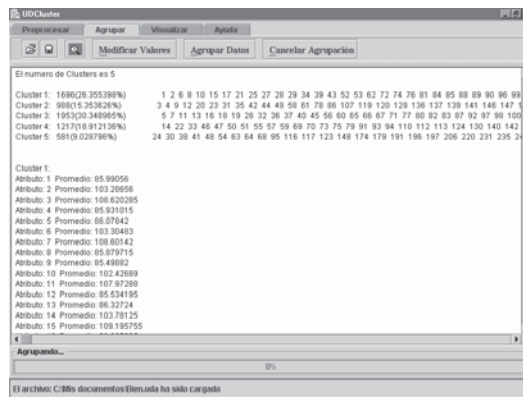 UDCluster
Preprocesar Agrupar Visualizar Ayuda
Modificar Valores Agrupar Datos Cancelar Agrupación
El numero de Clusters es 5
Cluster 1: 1696(26.355398%) 1 2 6 8 10 15 17 21 25 27 28 29 34 39 43 52 53 62 72 74 76 81 84 85 88 89 90 96 99
Cluster 2: 988(15.353626%) 3 4 9 12 20 23 31 35 42 44 49 58 61 78 86 107 119 120 129 136 137 139 141 146 147 1
Cluster 3: 1953(30.348965%) 5 7 11 13 16 18 19 26 32 36 37 40 45 56 60 65 66 67 71 77 80 82 83 87 92 97 98 100
Cluster 4: 1217(18.912136%) 14 22 33 46 47 50 51 55 57 59 69 70 73 75 79 91 93 94 110 112 113 124 130 140 142
Cluster 5: 581(9.028796%) 24 30 38 41 48 54 63 64 68 95 116 117 123 148 174 179 191 196 197 206 220 231 235 24
Cluster 1:
Atributo: 1 Promedio: 85.99056
Atributo: 2 Promedio: 103.28656
Atributo: 3 Promedio: 108.620285
Atributo: 4 Promedio: 85.931015
Atributo: 5 Promedio: 86.07842
Atributo: 6 Promedio: 103.30483
Atributo: 7 Promedio: 108.60142
Atributo: 8 Promedio: 85.879715
Atributo: 9 Promedio: 85.49882
Atributo: 10 Promedio: 102.42689
Atributo: 11 Promedio: 107.97288
Atributo: 12 Promedio: 85.534195
Atributo: 13 Promedio: 86.32724
Atributo: 14 Promedio: 103.78125
Atributo: 15 Promedio: 109.195755
Agrupando...
0%
El archivo: C:\Mis documentos\Bien.uda ha sido cargado